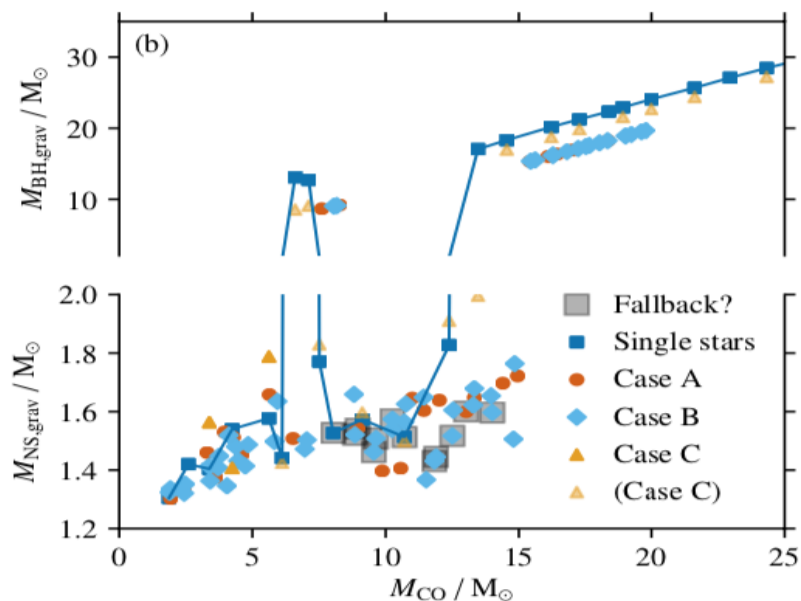 (b)
30
20
10
M_BH,grav / M_⊙
2.0
1.8
1.6
1.4
1.2
M_NS,grav / M_⊙
Fallback?
Single stars
Case A
Case B
Case C
(Case C)
0 5 10 15 20 25
M_CO / M_⊙